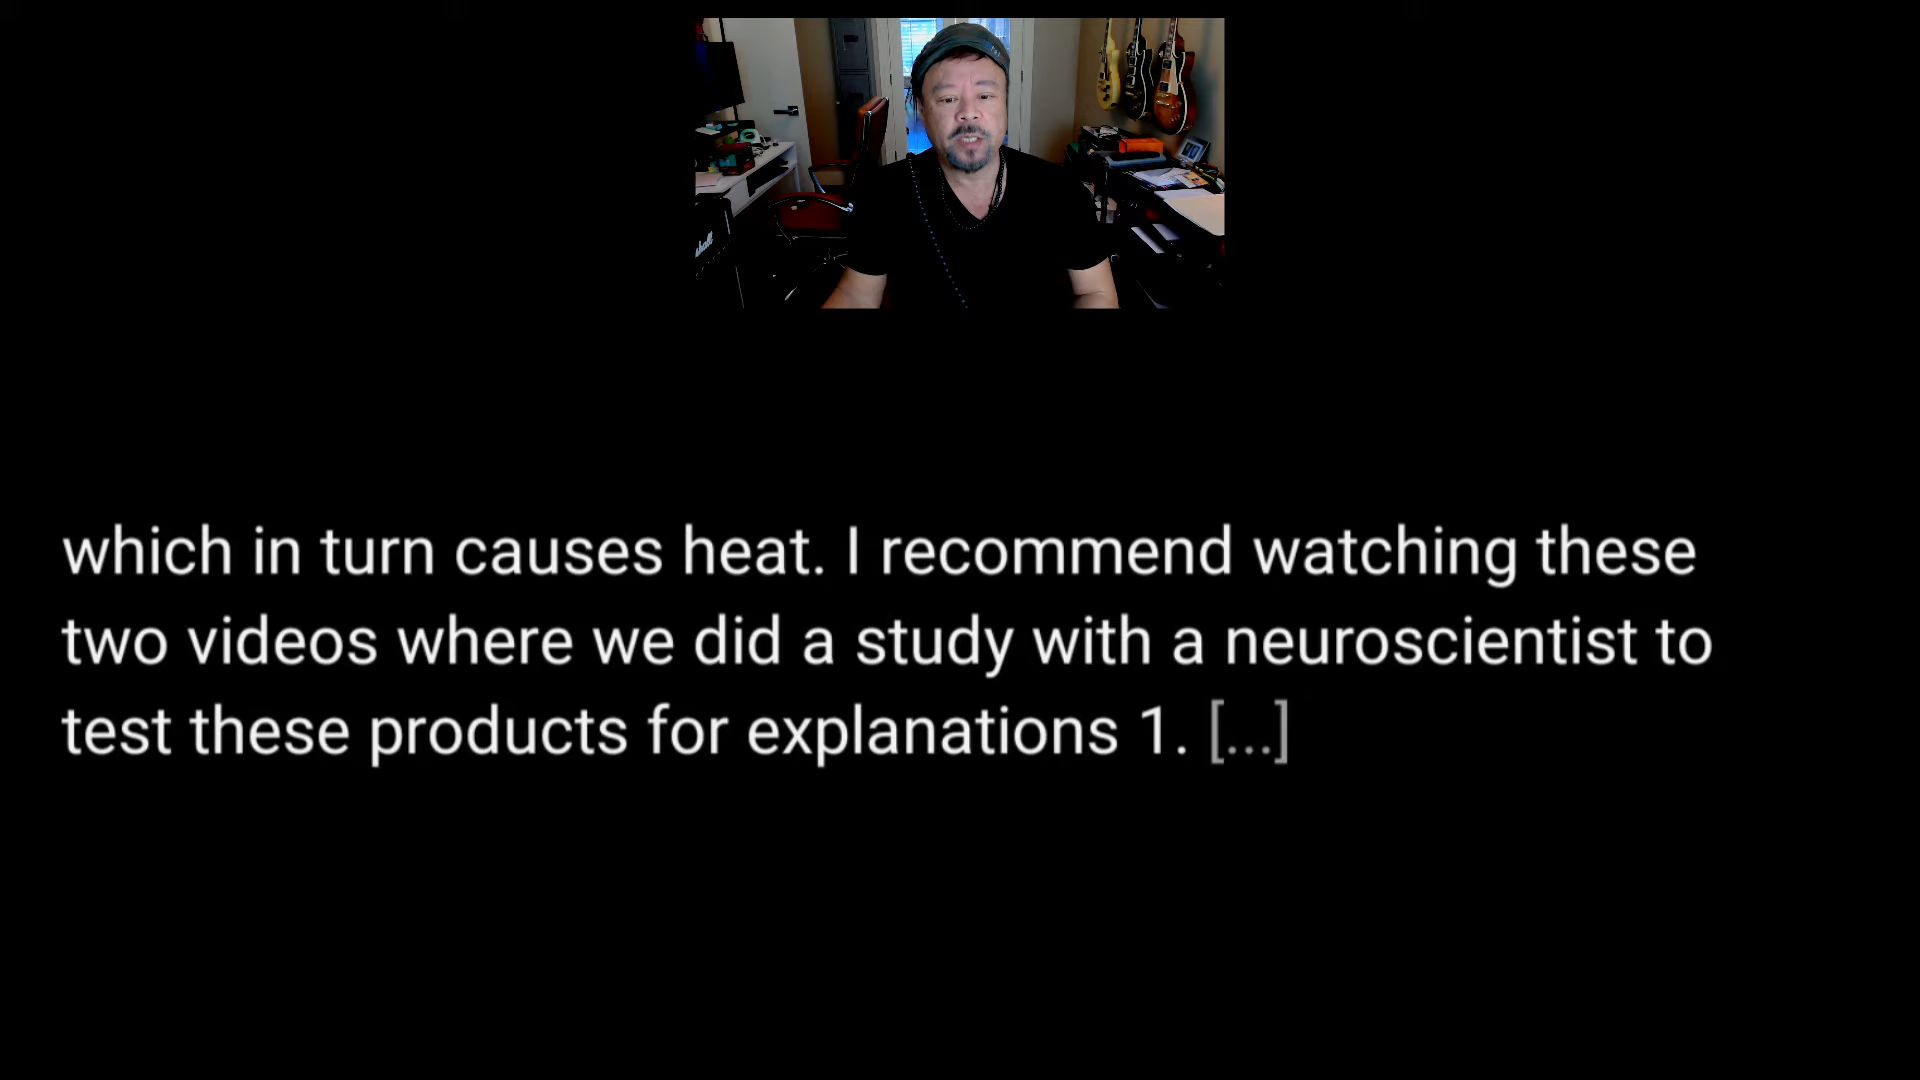 which in turn causes heat. I recommend watching these
two videos where we did a study with a neuroscientist to
test these products for explanations 1. [...]